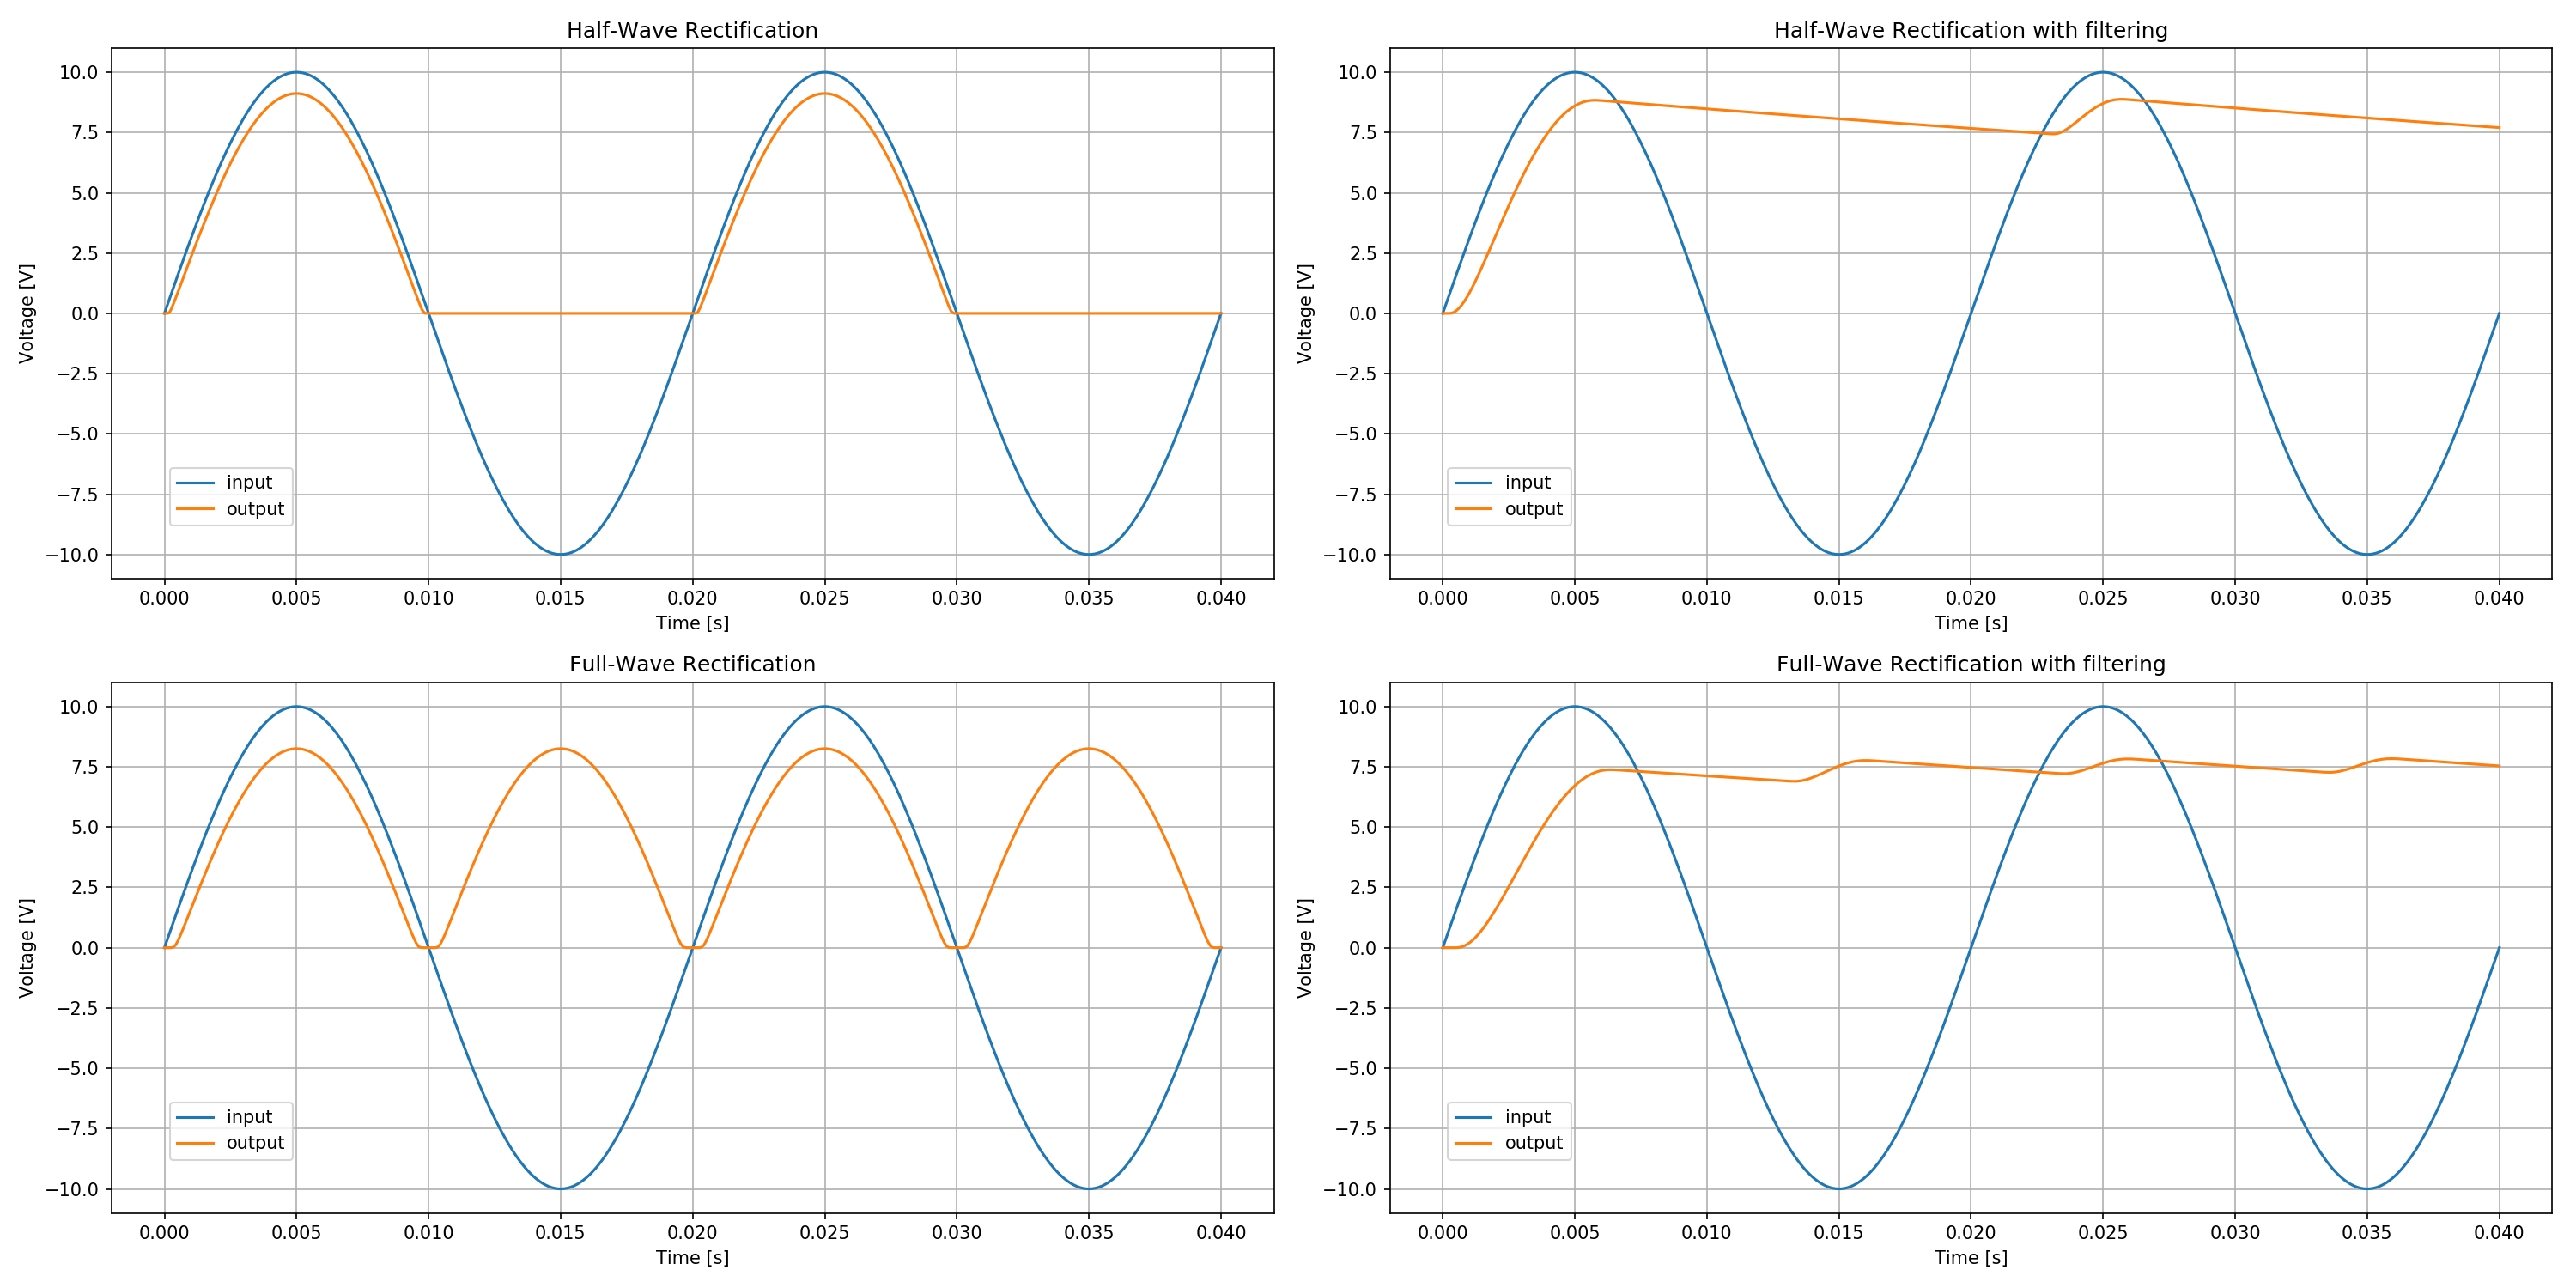 Half-Wave Rectification
Voltage [V]
10.0
7.5
5.0
2.5
0.0
−2.5
−5.0
−7.5
−10.0
input
output
0.000 0.005 0.010 0.015 0.020 0.025 0.030 0.035 0.040
Time [s]
Half-Wave Rectification with filtering
Voltage [V]
10.0
7.5
5.0
2.5
0.0
−2.5
−5.0
−7.5
−10.0
input
output
0.000 0.005 0.010 0.015 0.020 0.025 0.030 0.035 0.040
Time [s]
Full-Wave Rectification
Voltage [V]
10.0
7.5
5.0
2.5
0.0
−2.5
−5.0
−7.5
−10.0
input
output
0.000 0.005 0.010 0.015 0.020 0.025 0.030 0.035 0.040
Time [s]
Full-Wave Rectification with filtering
Voltage [V]
10.0
7.5
5.0
2.5
0.0
−2.5
−5.0
−7.5
−10.0
input
output
0.000 0.005 0.010 0.015 0.020 0.025 0.030 0.035 0.040
Time [s]